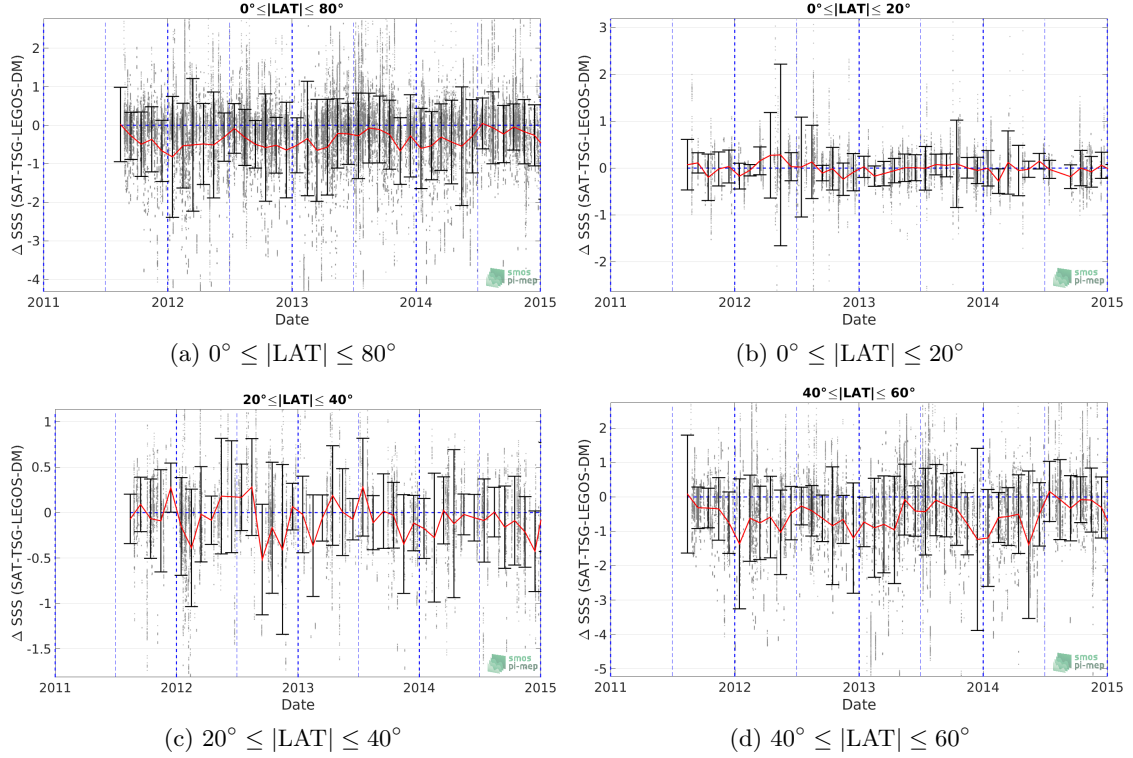 0°≤|LAT|≤ 80°
Δ SSS (SAT-TSG-LEGOS-DM)
2
1
0
-1
-2
-3
-4
2011 2012 2013 2014 2015
Date
smos
pi-mep
(a) 0° ≤ |LAT| ≤ 80°
0°≤|LAT|≤ 20°
Δ SSS (SAT-TSG-LEGOS-DM)
3
2
1
0
-1
-2
2011 2012 2013 2014 2015
Date
smos
pi-mep
(b) 0° ≤ |LAT| ≤ 20°
20°≤|LAT|≤ 40°
Δ SSS (SAT-TSG-LEGOS-DM)
1
0.5
0
-0.5
-1
-1.5
2011 2012 2013 2014 2015
Date
smos
pi-mep
(c) 20° ≤ |LAT| ≤ 40°
40°≤|LAT|≤ 60°
Δ SSS (SAT-TSG-LEGOS-DM)
2
1
0
-1
-2
-3
-4
-5
2011 2012 2013 2014 2015
Date
smos
pi-mep
(d) 40° ≤ |LAT| ≤ 60°